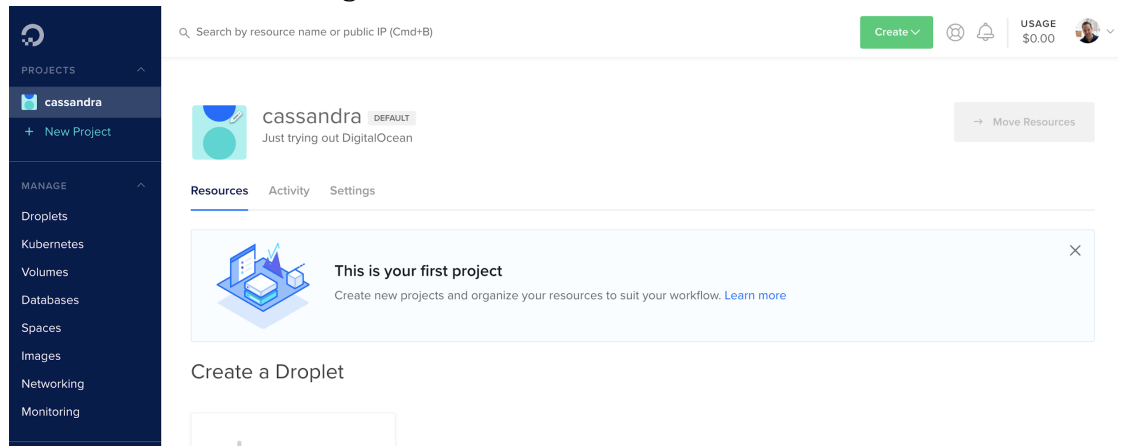 Search by resource name or public IP (Cmd+B)
Create
USAGE
$0.00
PROJECTS
cassandra
+ New Project
MANAGE
Droplets
Kubernetes
Volumes
Databases
Spaces
Images
Networking
Monitoring
cassandra DEFAULT
Just trying out DigitalOcean
→ Move Resources
Resources Activity Settings
This is your first project
Create new projects and organize your resources to suit your workflow. Learn more
Create a Droplet